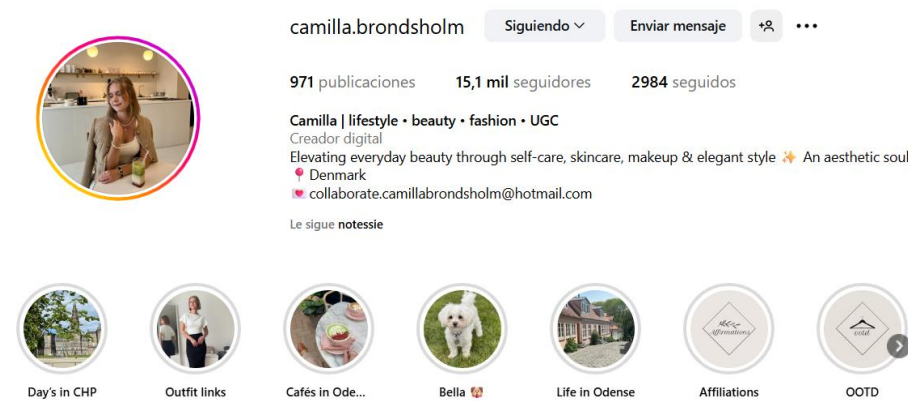 camilla.brondsholm Siguiendo Enviar mensaje
971 publicaciones 15,1 mil seguidores 2984 seguidos
Camilla | lifestyle • beauty • fashion • UGC
Creador digital
Elevating everyday beauty through self-care, skincare, makeup & elegant style ✨ An aesthetic soul
📍 Denmark
💌 collaborate.camillabrondsholm@hotmail.com
Le sigue notessie
affirmations
ootd
Day's in CHP Outfit links Cafés in Ode... Bella 🐶 Life in Odense Affiliations OOTD